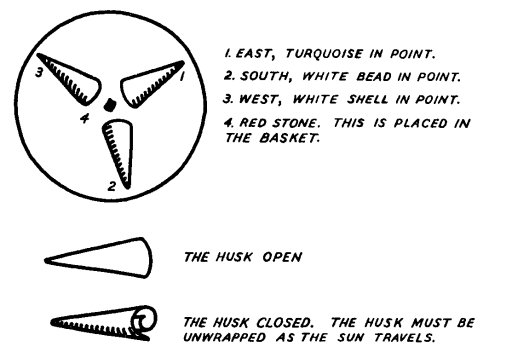 3
1
4
2
1. EAST, TURQUOISE IN POINT.
2. SOUTH, WHITE BEAD IN POINT.
3. WEST, WHITE SHELL IN POINT.
4. RED STONE. THIS IS PLACED IN
THE BASKET.
THE HUSK OPEN
THE HUSK CLOSED. THE HUSK MUST BE
UNWRAPPED AS THE SUN TRAVELS.